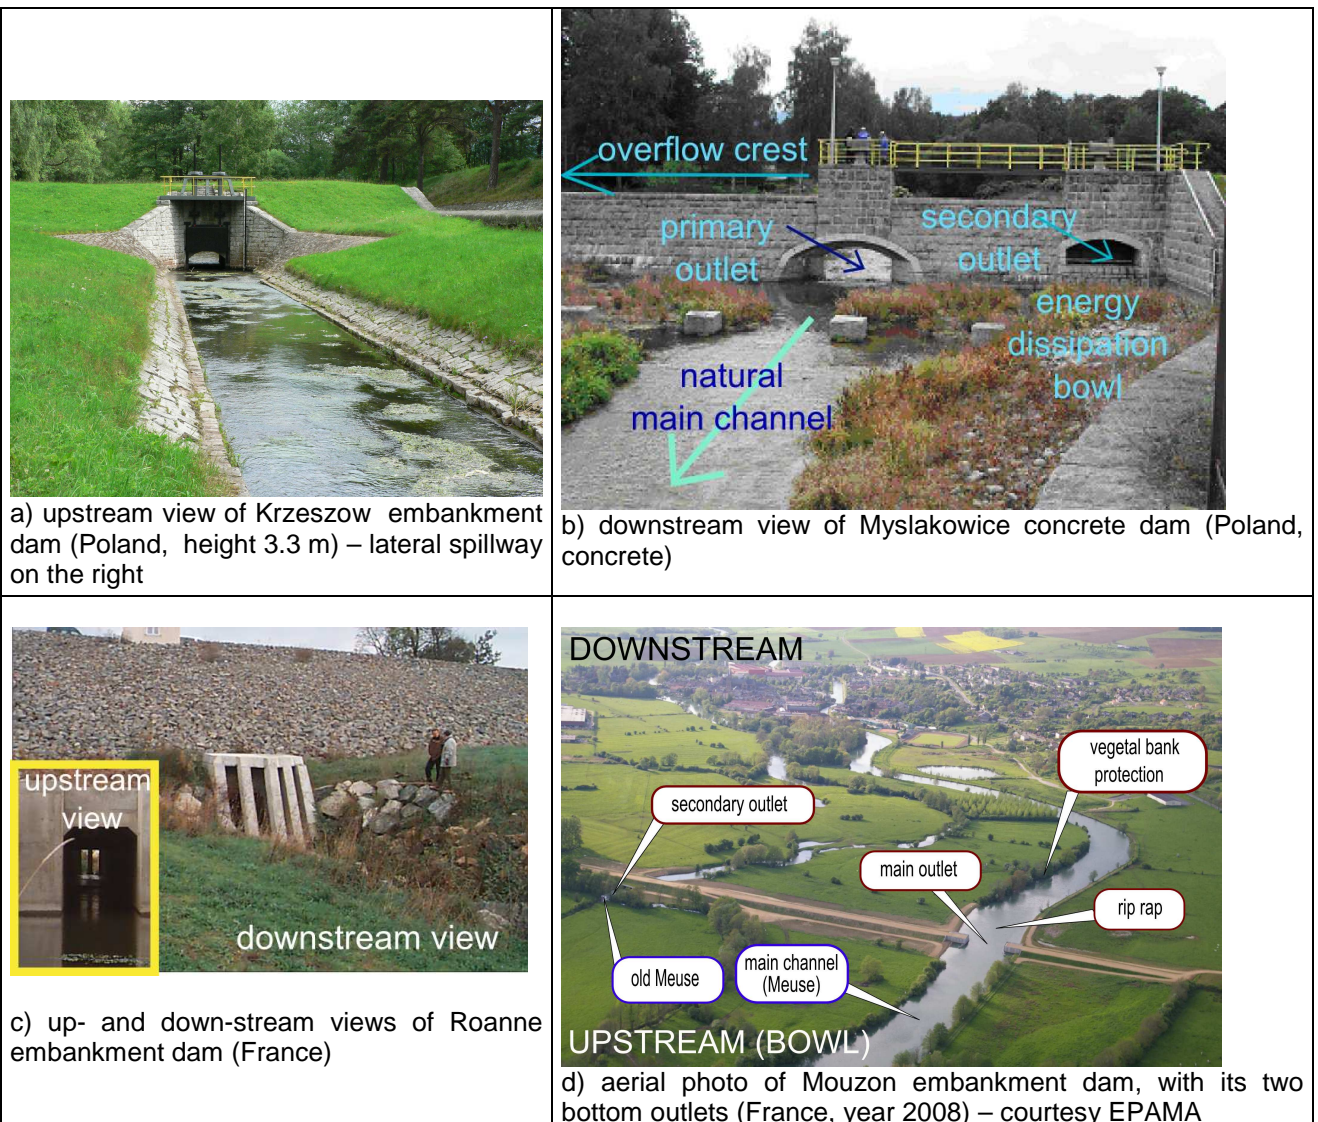 overflow crest
primary
outlet
secondary
outlet
energy
dissipation
bowl
natural
main channel
a) upstream view of Krzeszow embankment
dam (Poland, height 3.3 m) – lateral spillway
on the right
b) downstream view of Myslakowice concrete dam (Poland,
concrete)
upstream
view
downstream view
c) up- and down-stream views of Roanne
embankment dam (France)
DOWNSTREAM
vegetal bank
protection
secondary outlet
main outlet
rip rap
old Meuse
main channel
(Meuse)
UPSTREAM (BOWL)
d) aerial photo of Mouzon embankment dam, with its two
bottom outlets (France, year 2008) – courtesy EPAMA